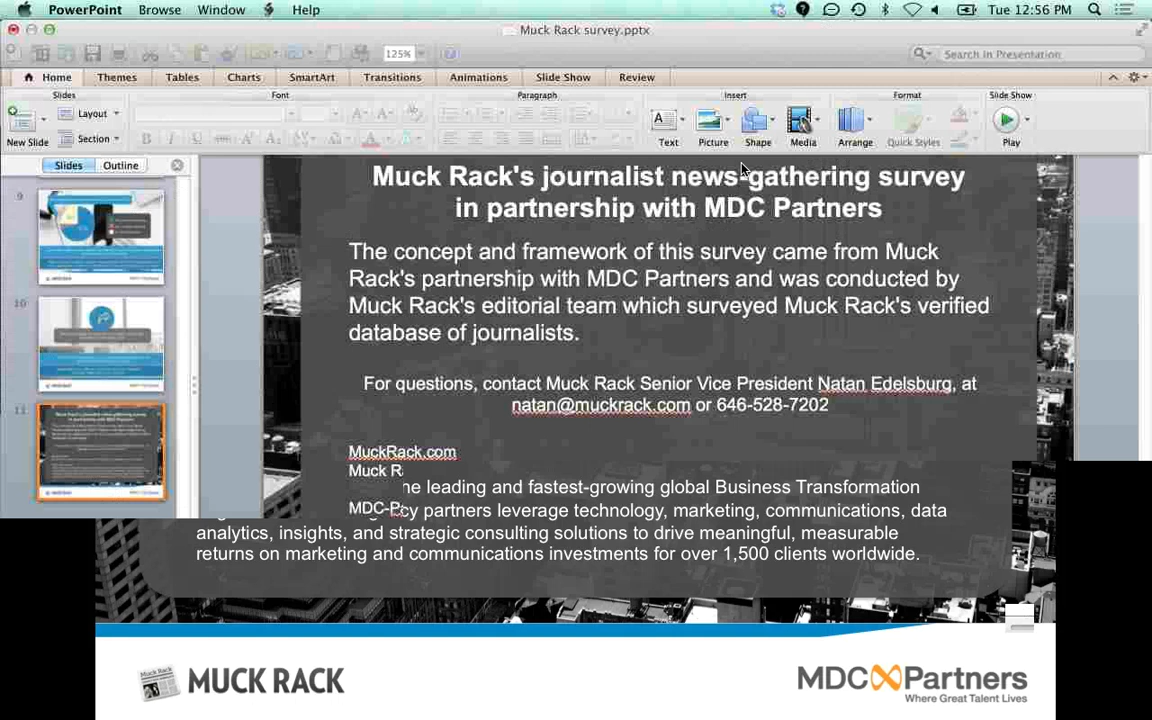 PowerPoint Browse Window Help Tue 12:56 PM
Muck Rack survey.pptx
125% Search In Presentation
Home Themes Tables Charts SmartArt Transitions Animations Slide Show Review
Slides Font Paragraph Insert Format Slide Show
Layout
Section
New Slide Text Picture Shape Media Arrange Quick Styles Play
Slides Outline
9
10
11
Muck Rack's journalist news-gathering survey
in partnership with MDC Partners
The concept and framework of this survey came from Muck
Rack's partnership with MDC Partners and was conducted by
Muck Rack's editorial team which surveyed Muck Rack's verified
database of journalists.
For questions, contact Muck Rack Senior Vice President Natan Edelsburg, at
natan@muckrack.com or 646-528-7202
MuckRack.com
Muck R
ne leading and fastest-growing global Business Transformation
MDC-P cy partners leverage technology, marketing, communications, data
analytics, insights, and strategic consulting solutions to drive meaningful, measurable
returns on marketing and communications investments for over 1,500 clients worldwide.
MUCK RACK
MDC Partners
Where Great Talent Lives